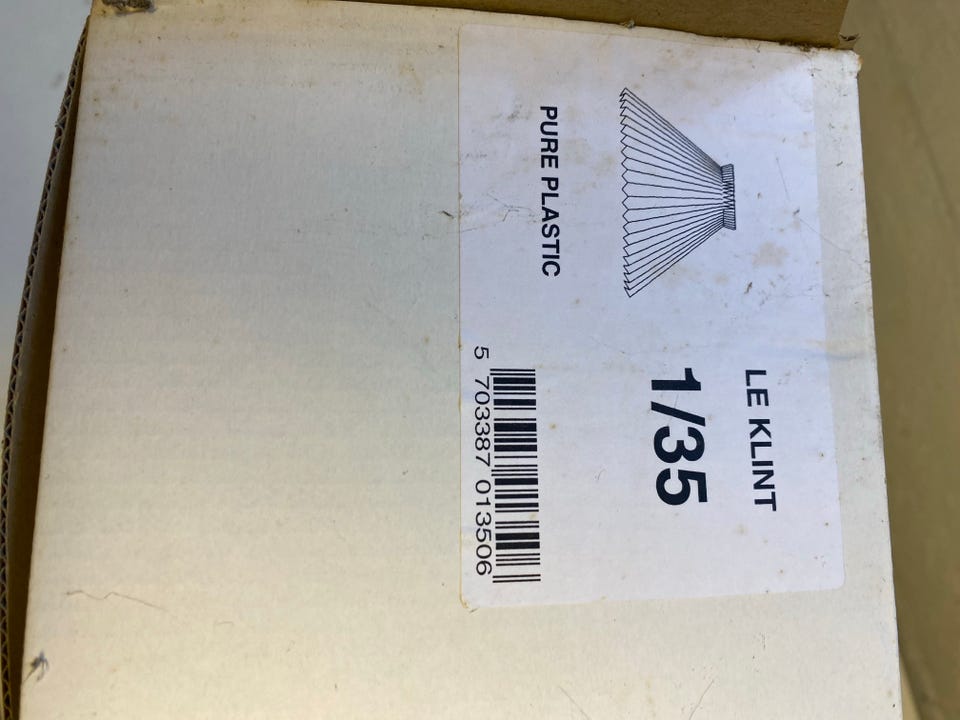 LE KLINT
1/35
PURE PLASTIC
5 703387 013506